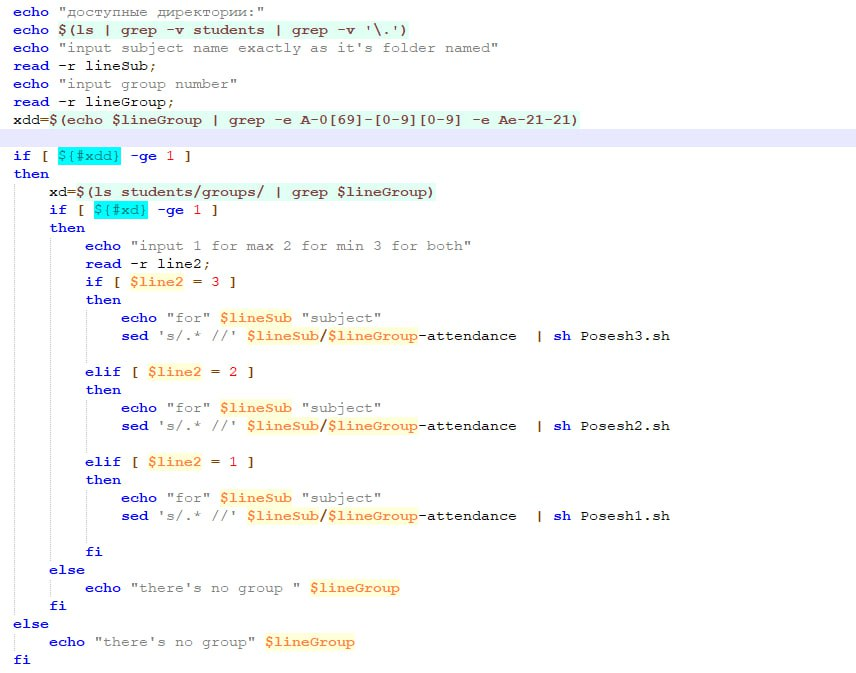 echo "доступные директории:"
echo $(ls | grep -v students | grep -v '\.')
echo "input subject name exactly as it's folder named"
read -r lineSub;
echo "input group number"
read -r lineGroup;
xdd=$(echo $lineGroup | grep -e A-0[69]-[0-9][0-9] -e Ae-21-21)
if [ ${#xdd} -ge 1 ]
then
xd=$(ls students/groups/ | grep $lineGroup)
if [ ${#xd} -ge 1 ]
then
echo "input 1 for max 2 for min 3 for both"
read -r line2;
if [ $line2 = 3 ]
then
echo "for" $lineSub "subject"
sed 's/.* //' $lineSub/$lineGroup-attendance  | sh Posesh3.sh
elif [ $line2 = 2 ]
then
echo "for" $lineSub "subject"
sed 's/.* //' $lineSub/$lineGroup-attendance  | sh Posesh2.sh
elif [ $line2 = 1 ]
then
echo "for" $lineSub "subject"
sed 's/.* //' $lineSub/$lineGroup-attendance  | sh Posesh1.sh
fi
else
echo "there's no group " $lineGroup
fi
else
echo "there's no group" $lineGroup
fi